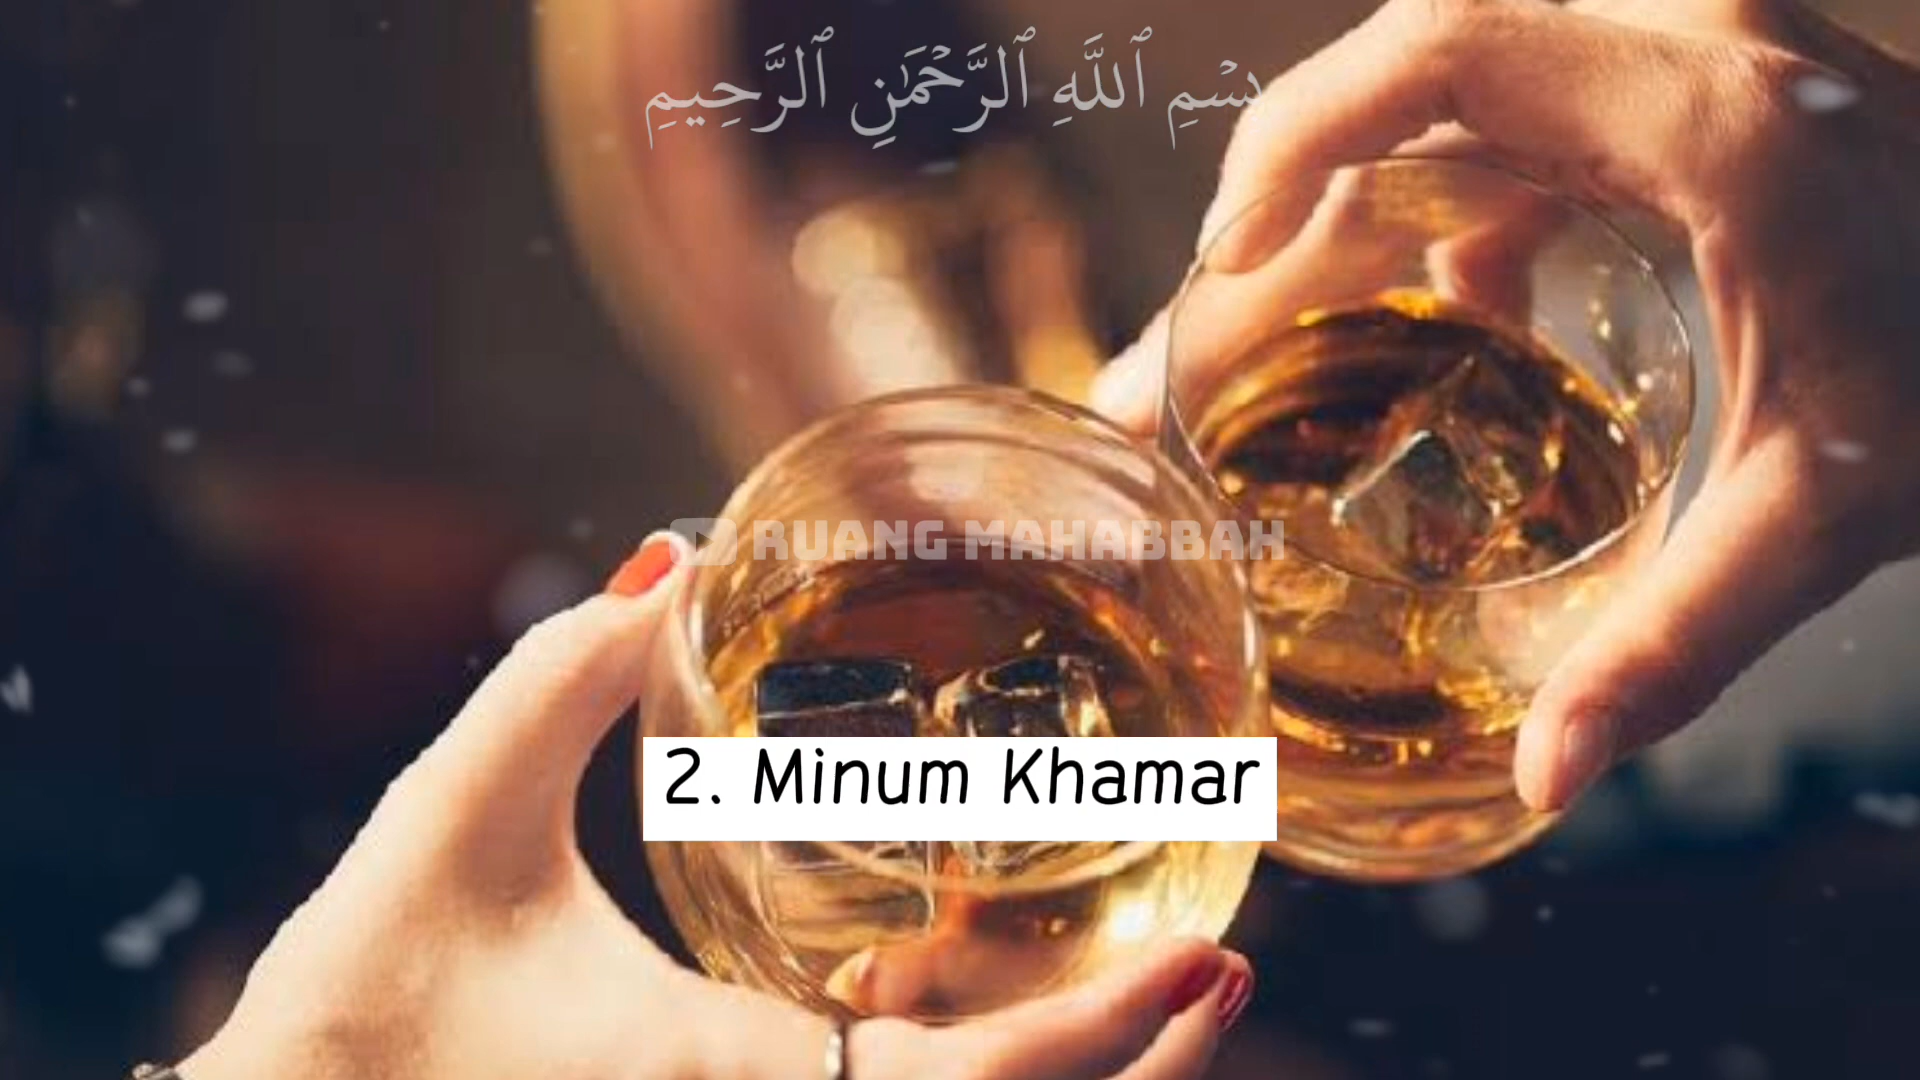 بِسْمِ ٱللَّهِ ٱلرَّحْمَٰنِ ٱلرَّحِيمِ
RUANG MAHABBAH
2. Minum Khamar